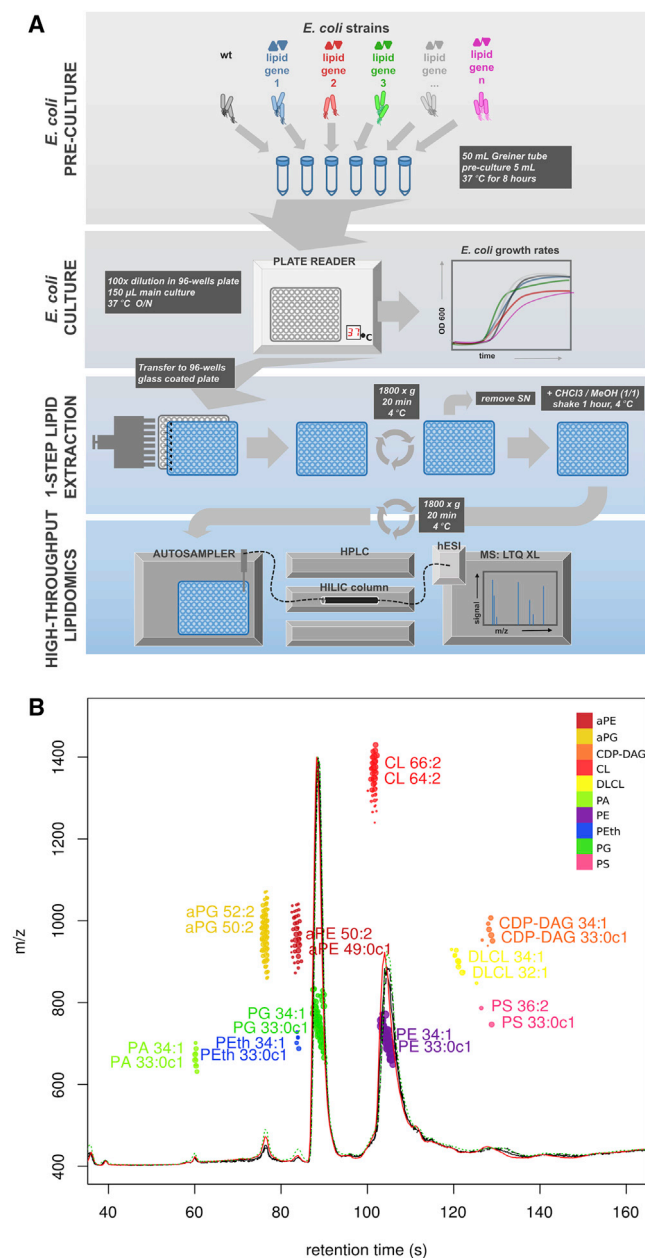 A
E. coli strains
wt
lipid
gene
1
lipid
gene
2
lipid
gene
3
lipid
gene
...
lipid
gene
n
E. coli
PRE-CULTURE
50 mL Greiner tube
pre-culture 5 mL
37 °C for 8 hours
E. coli
CULTURE
100x dilution in 96-wells plate
150 µL main culture
37 °C O/N
PLATE READER
37
°C
E. coli growth rates
OD 600
time
Transfer to 96-wells
glass coated plate
1-STEP LIPID
EXTRACTION
1800 x g
20 min
4 °C
remove SN
+ CHCl3 / MeOH (1/1)
shake 1 hour, 4 °C
1800 x g
20 min
4 °C
HIGH-THROUGHPUT
LIPIDOMICS
AUTOSAMPLER
HPLC
HILIC column
hESI
MS: LTQ XL
signal
m/z
B
m/z
1400
1200
1000
800
600
400
CL 66:2
CL 64:2
aPG 52:2
aPG 50:2
aPE 50:2
aPE 49:0c1
CDP-DAG 34:1
CDP-DAG 33:0c1
DLCL 34:1
DLCL 32:1
PG 34:1
PG 33:0c1
PS 36:2
PS 33:0c1
PA 34:1
PA 33:0c1
PEth 34:1
PEth 33:0c1
PE 34:1
PE 33:0c1
aPE
aPG
CDP-DAG
CL
DLCL
PA
PE
PEth
PG
PS
40 60 80 100 120 140 160
retention time (s)